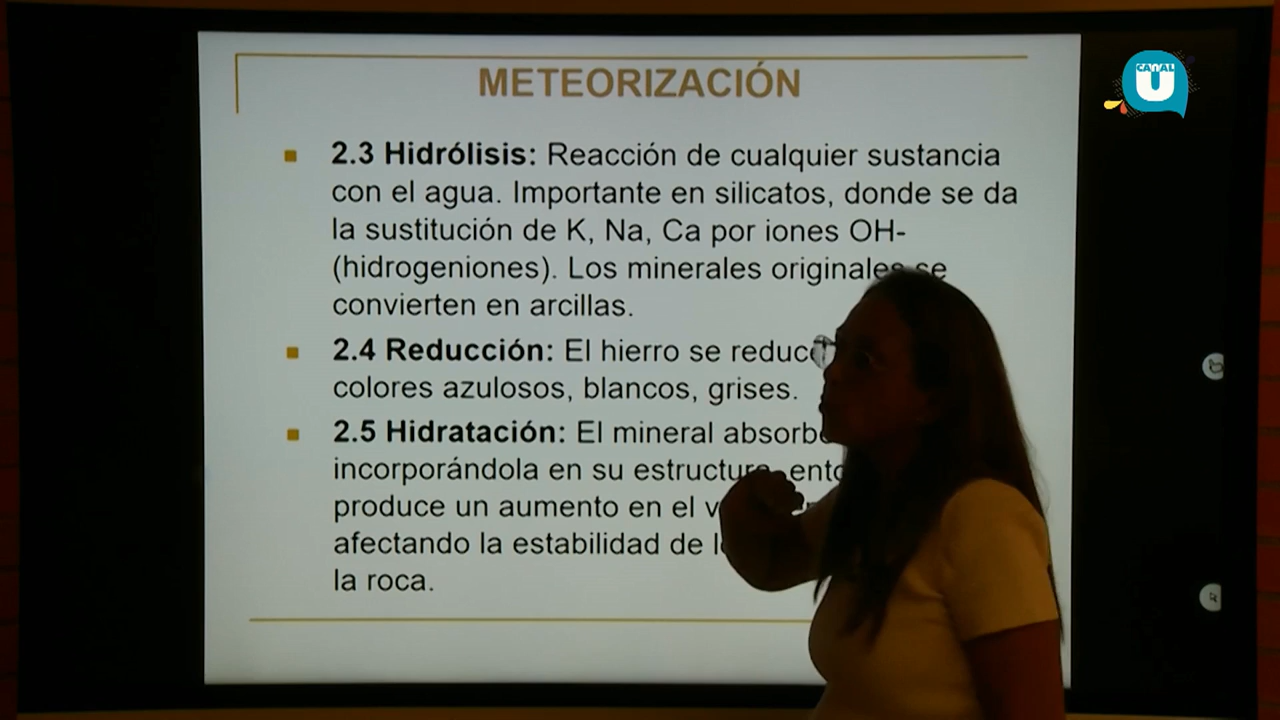 METEORIZACIÓN
CANAL
U
2.3 Hidrólisis: Reacción de cualquier sustancia
con el agua. Importante en silicatos, donde se da
la sustitución de K, Na, Ca por iones OH-
(hidrogeniones). Los minerales originales se
convierten en arcillas.
2.4 Reducción: El hierro se
colores azulosos, blancos, grises.
2.5 Hidratación: El mineral
incorporándola en su
produce un aumento en el
afectando la estabilidad de
la roca.